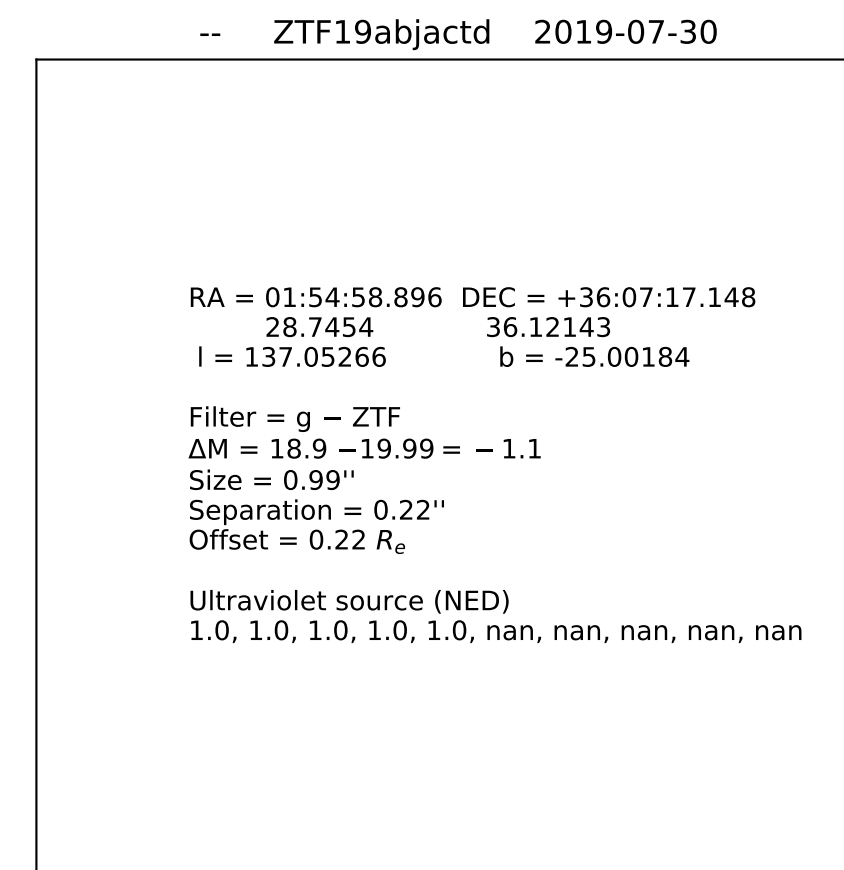 -- ZTF19abjactd 2019-07-30
RA = 01:54:58.896 DEC = +36:07:17.148
28.7454 36.12143
l = 137.05266 b = -25.00184
Filter = g − ZTF
ΔM = 18.9 −19.99 = − 1.1
Size = 0.99''
Separation = 0.22''
Offset = 0.22 Re
Ultraviolet source (NED)
1.0, 1.0, 1.0, 1.0, 1.0, nan, nan, nan, nan, nan